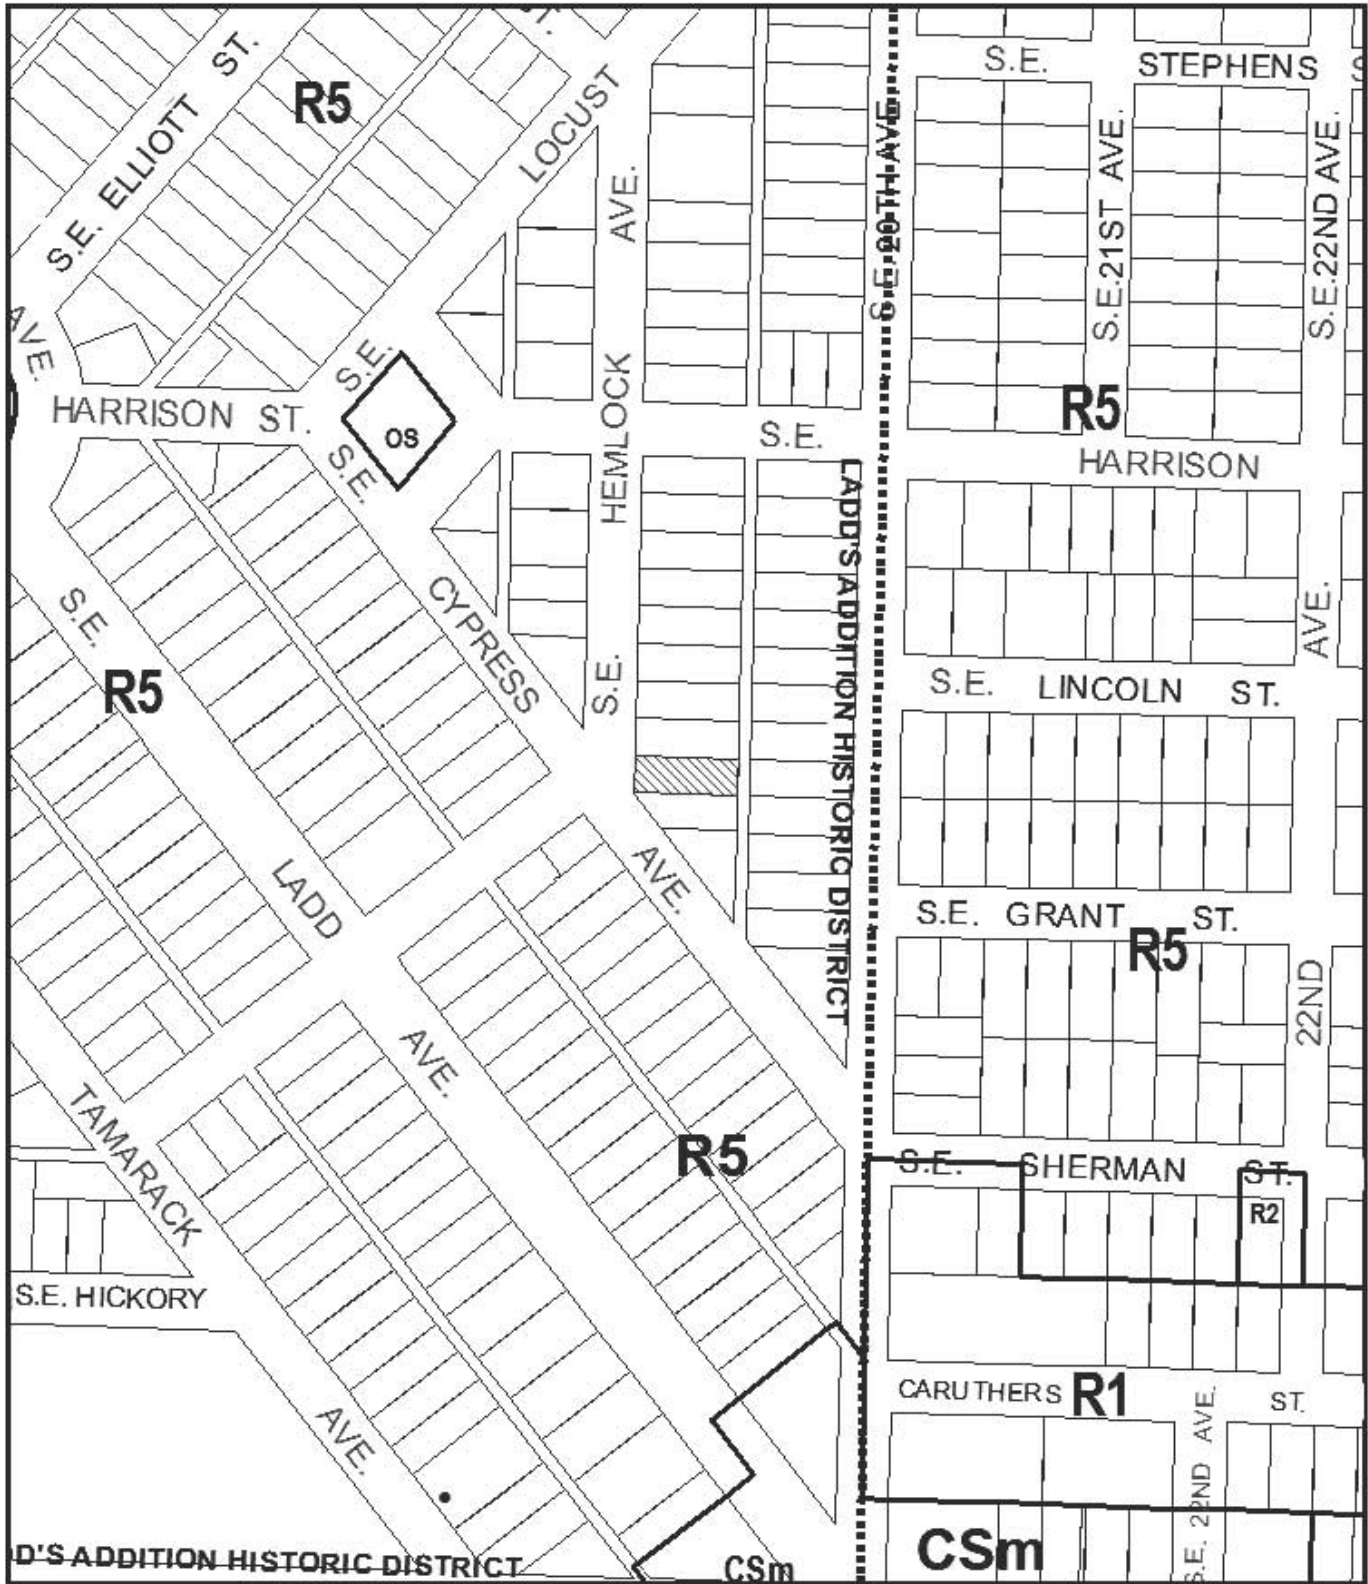 ST.
S.E. STEPHENS S
S.E. ELLIOTT ST.
R5
LOCUST
S.E.
AVE.
S.E. 20TH AVE.
S.E. 21ST AVE.
S.E. 22ND AVE.
AVE.
HARRISON ST.
OS
HEMLOCK
S.E.
S.E.
R5
HARRISON
S.E.
CYPRESS
AVE.
S.E.
LADD'S ADDITION HISTORIC DISTRICT
AVE.
S.E. LINCOLN ST.
S.E.
R5
LADD
AVE.
S.E. GRANT ST.
R5
22ND
TAMARACK
AVE.
R5
S.E. SHERMAN ST.
R2
S.E. HICKORY
CARUTHERS R1 ST.
S.E. 22ND AVE.
CSm
D'S ADDITION HISTORIC DISTRICT
CSm